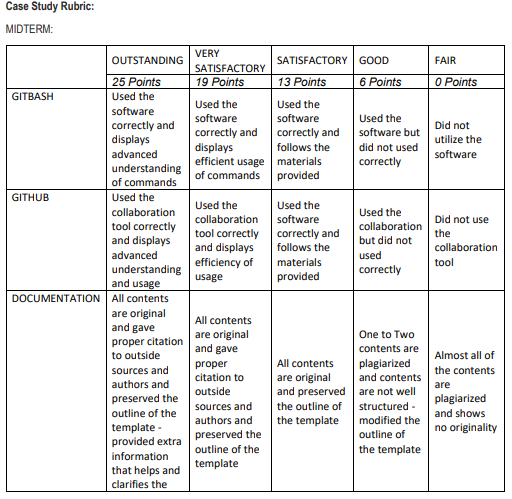 Case Study Rubric:
MIDTERM:
OUTSTANDING
VERY
SATISFACTORY
SATISFACTORY
GOOD
FAIR
25 Points
19 Points
13 Points
6 Points
0 Points
GITBASH
Used the
software
correctly and
displays
advanced
understanding
of commands
Used the
software
correctly and
displays
efficient usage
of commands
Used the
software
correctly and
follows the
materials
provided
Used the
software but
did not used
correctly
Did not
utilize the
software
GITHUB
Used the
collaboration
tool correctly
and displays
advanced
understanding
and usage
Used the
collaboration
tool correctly
and displays
efficiency of
usage
Used the
software
correctly and
follows the
materials
provided
Used the
collaboration
but did not
used
correctly
Did not use
the
collaboration
tool
DOCUMENTATION
All contents
are original
and gave
proper citation
to outside
sources and
authors and
preserved the
outline of the
template -
provided extra
information
that helps and
clarifies the
All contents
are original
and gave
proper
citation to
outside
sources and
authors and
preserved the
outline of the
template
All contents
are original
and preserved
the outline of
the template
One to Two
contents are
plagiarized
and contents
are not well
structured -
modified the
outline of
the template
Almost all of
the contents
are
plagiarized
and shows
no originality